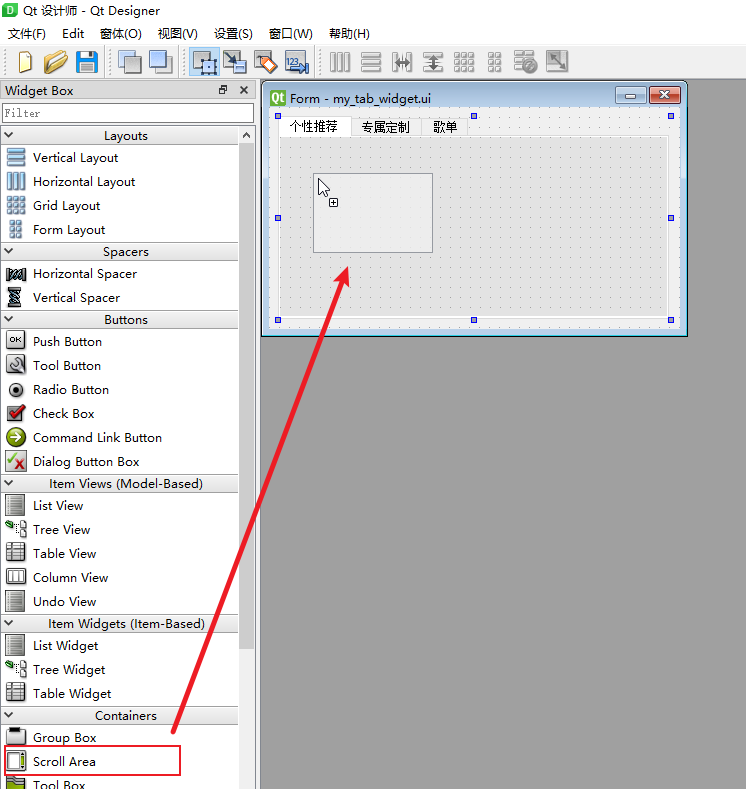 Qt 设计师 - Qt Designer
文件(F) Edit 窗体(O) 视图(V) 设置(S) 窗口(W) 帮助(H)
123
Widget Box
Filter
Layouts
Vertical Layout
Horizontal Layout
Grid Layout
Form Layout
Spacers
Horizontal Spacer
Vertical Spacer
Buttons
OK Push Button
Tool Button
Radio Button
Check Box
Command Link Button
Dialog Button Box
Item Views (Model-Based)
List View
Tree View
Table View
Column View
Undo View
Item Widgets (Item-Based)
List Widget
Tree Widget
Table Widget
Containers
Group Box
Scroll Area
Tool Box
Qt Form - my_tab_widget.ui
个性推荐 专属定制 歌单